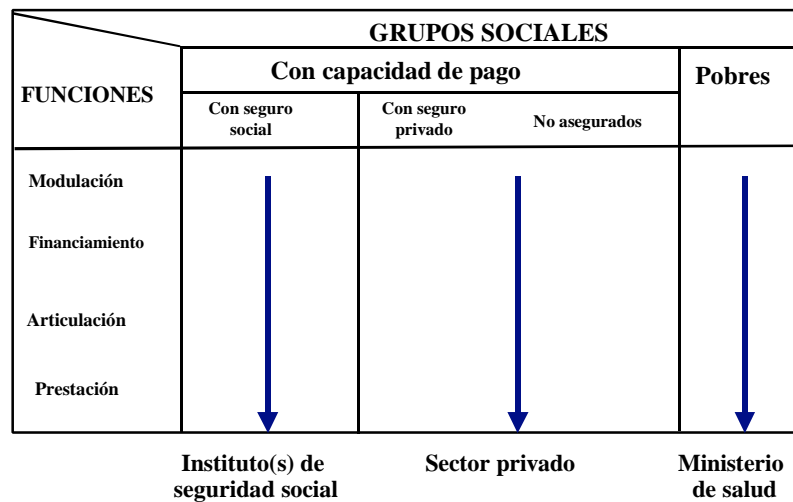 GRUPOS SOCIALES
FUNCIONES
Con capacidad de pago
Pobres
Con seguro
social
Con seguro
privado
No asegurados
Modulación
Financiamiento
Articulación
Prestación
Instituto(s) de
seguridad social
Sector privado
Ministerio
de salud